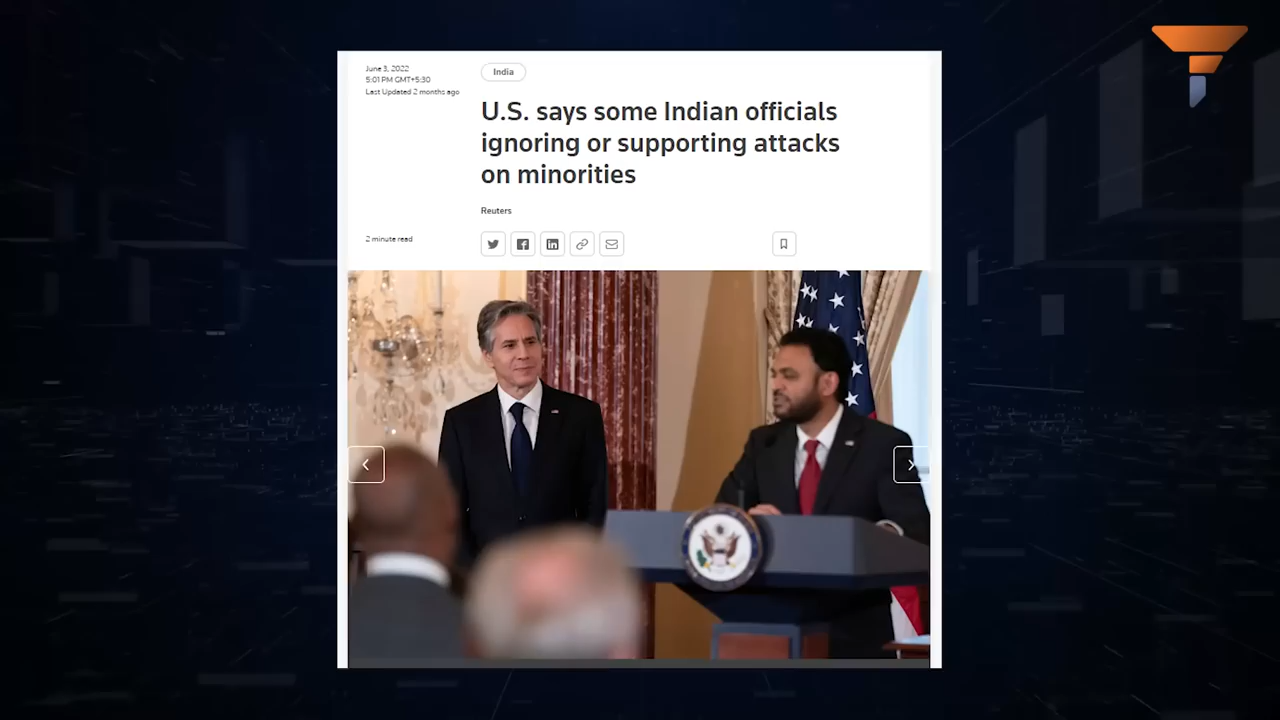 June 3, 2022
5:01 PM GMT+5:30
Last Updated 2 months ago
India
U.S. says some Indian officials
ignoring or supporting attacks
on minorities
Reuters
2 minute read